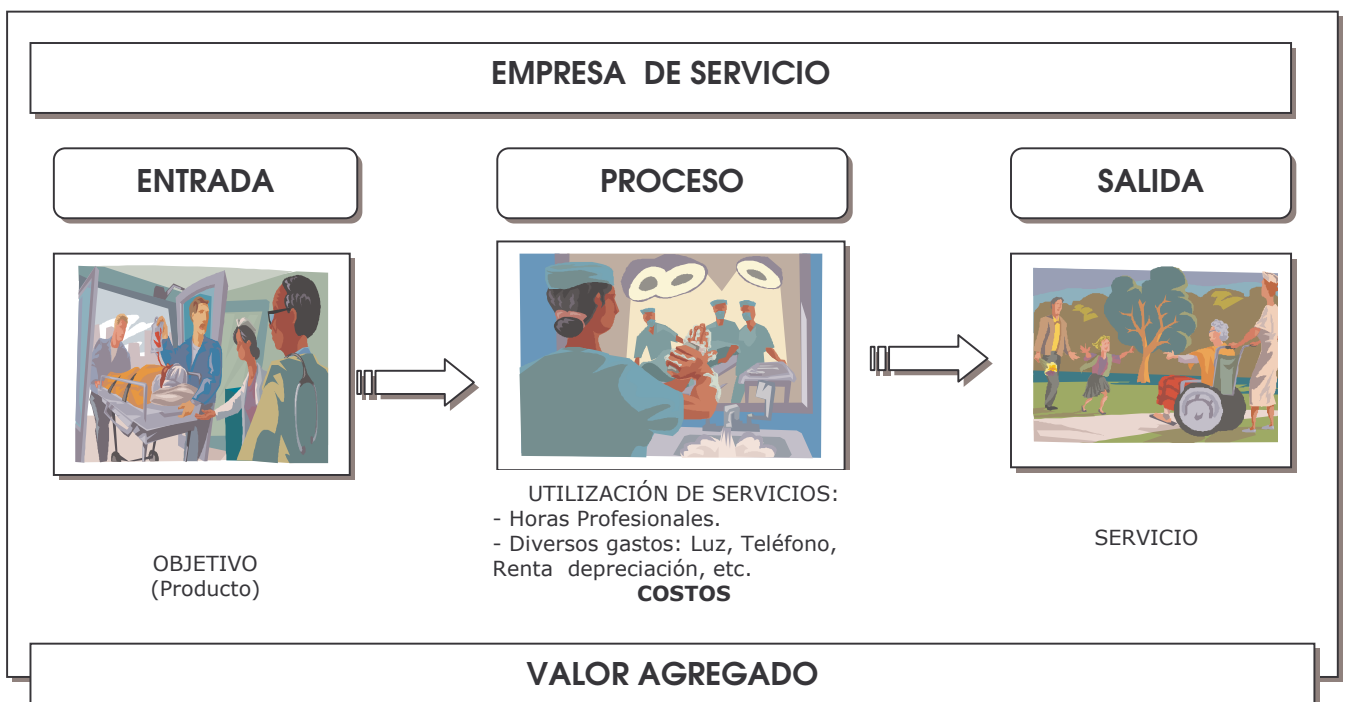 EMPRESA DE SERVICIO
ENTRADA
PROCESO
SALIDA
OBJETIVO
(Producto)
UTILIZACIÓN DE SERVICIOS:
- Horas Profesionales.
- Diversos gastos: Luz, Teléfono,
Renta depreciación, etc.
COSTOS
SERVICIO
VALOR AGREGADO